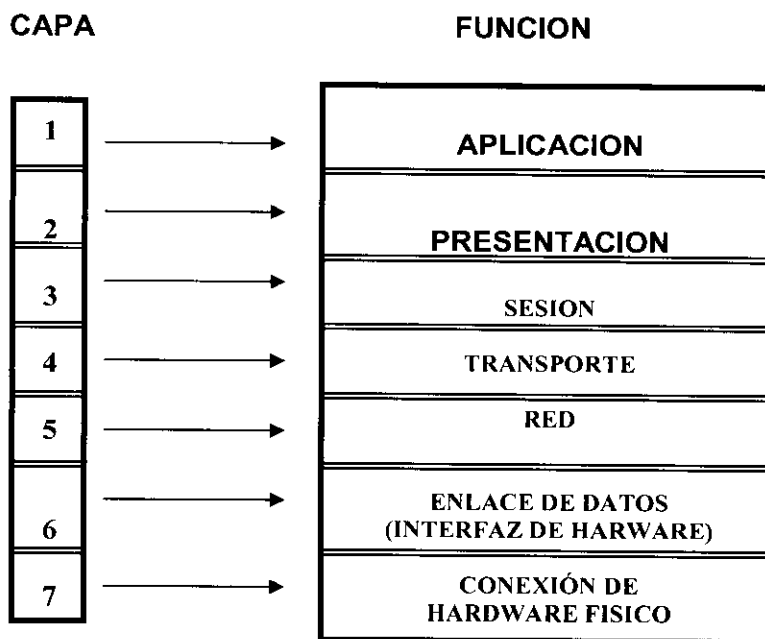 CAPA FUNCION
1 APLICACION
2 PRESENTACION
3 SESION
4 TRANSPORTE
5 RED
6 ENLACE DE DATOS
(INTERFAZ DE HARWARE)
7 CONEXIÓN DE
HARDWARE FISICO